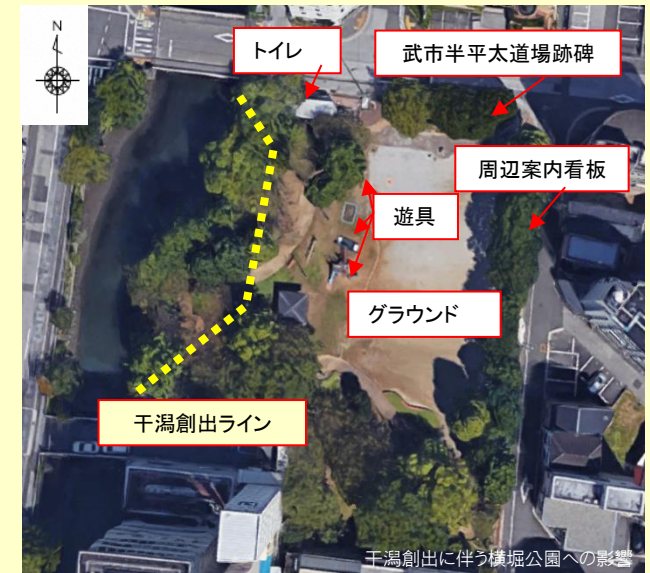 N
トイレ
武市半平太道場跡碑
周辺案内看板
遊具
グラウンド
干潟創出ライン
干潟創出に伴う横堀公園への影響